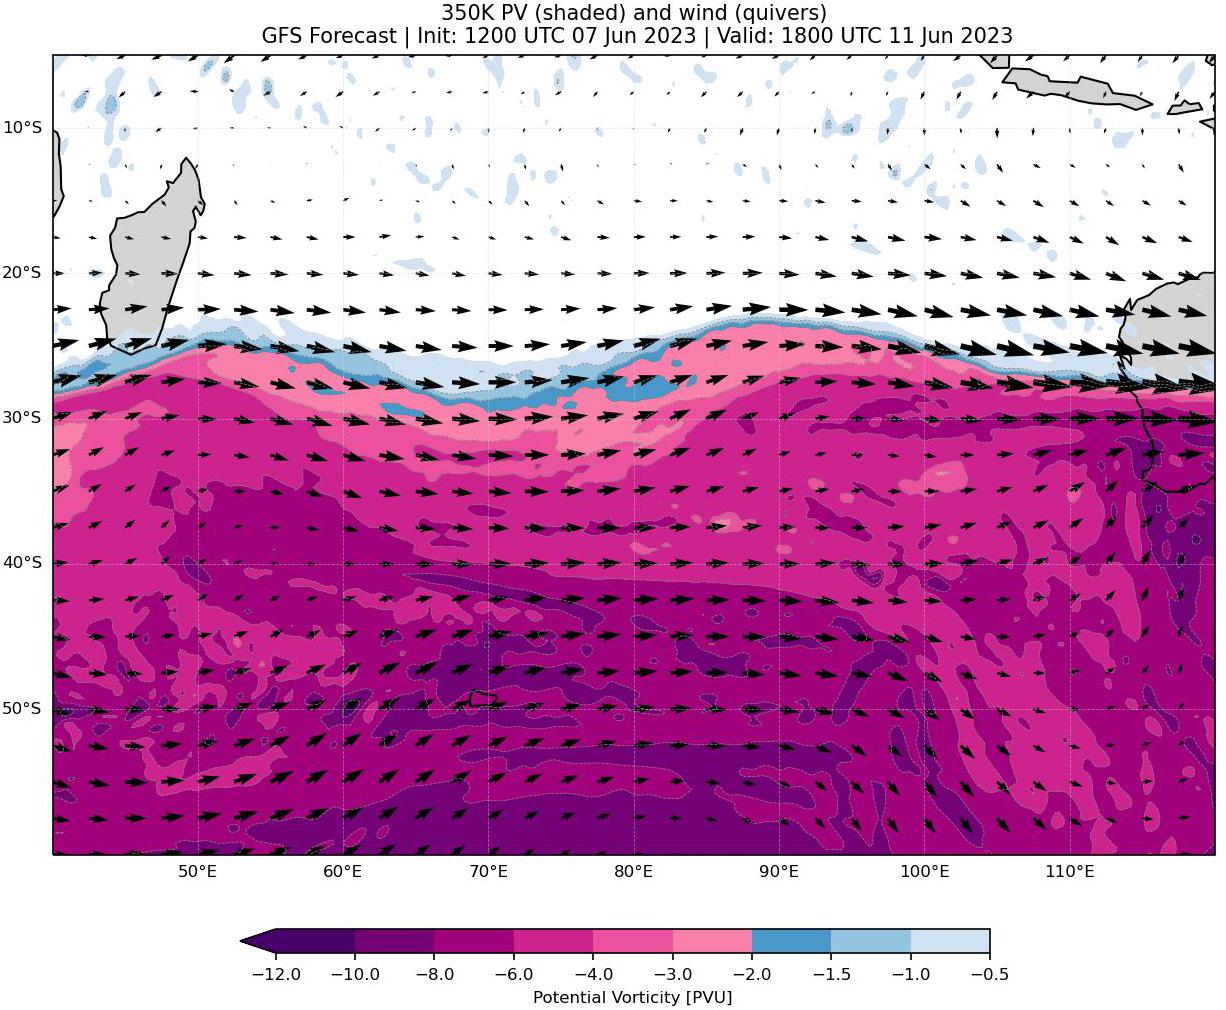 350K PV (shaded) and wind (quivers)
GFS Forecast | Init: 1200 UTC 07 Jun 2023 | Valid: 1800 UTC 11 Jun 2023
10°S
20°S
30°S
40°S
50°S
50°E 60°E 70°E 80°E 90°E 100°E 110°E
−12.0 −10.0 −8.0 −6.0 −4.0 −3.0 −2.0 −1.5 −1.0 −0.5
Potential Vorticity [PVU]